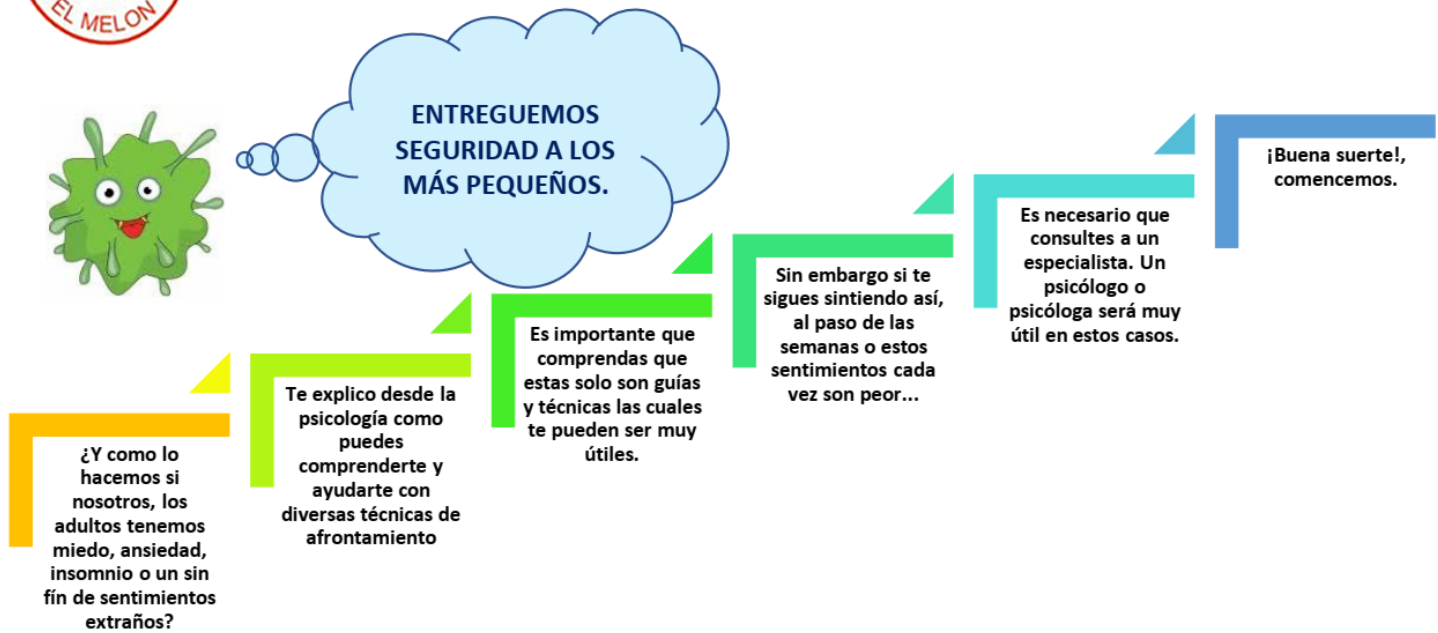 EL MELON
ENTREGUEMOS
SEGURIDAD A LOS
MÁS PEQUEÑOS.
¿Y como lo
hacemos si
nosotros, los
adultos tenemos
miedo, ansiedad,
insomnio o un sin
fín de sentimientos
extraños?
Te explico desde la
psicología como
puedes
comprenderte y
ayudarte con
diversas técnicas de
afrontamiento
Es importante que
comprendas que
estas solo son guías
y técnicas las cuales
te pueden ser muy
útiles.
Sin embargo si te
sigues sintiendo así,
al paso de las
semanas o estos
sentimientos cada
vez son peor...
Es necesario que
consultes a un
especialista. Un
psicólogo o
psicóloga será muy
útil en estos casos.
¡Buena suerte!,
comencemos.